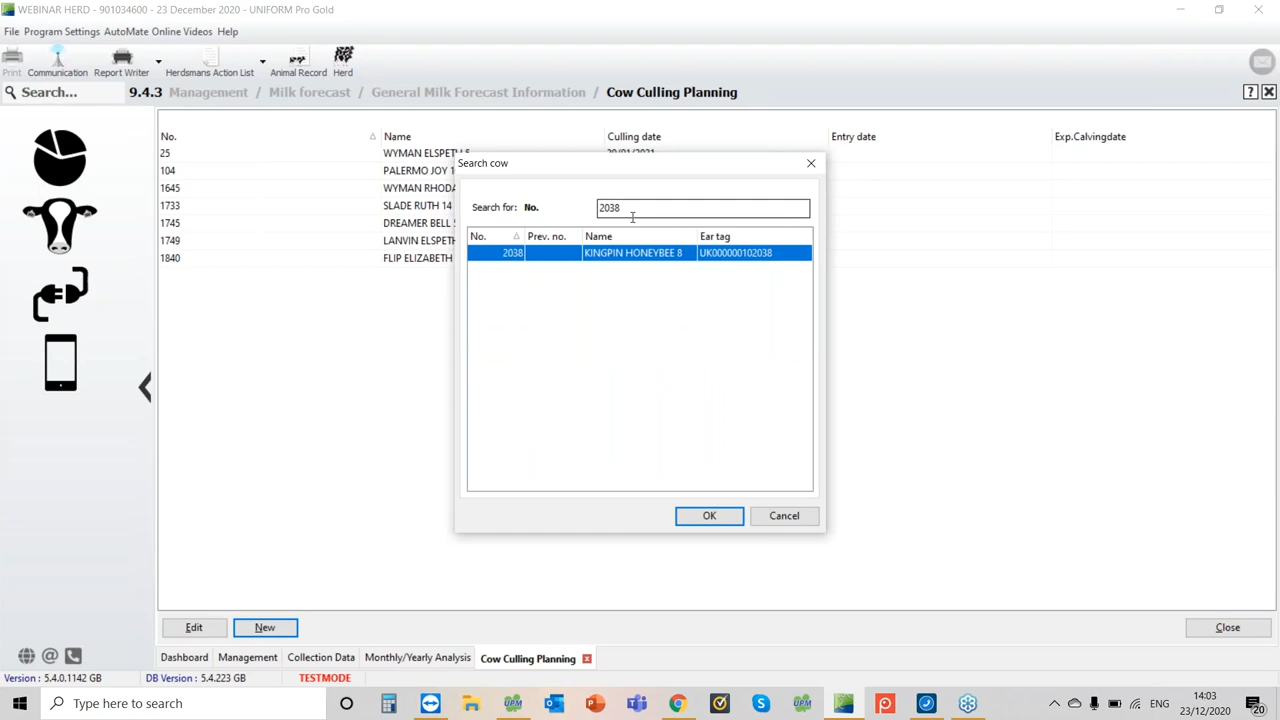 WEBINAR HERD - 901034600 - 23 December 2020 - UNIFORM Pro Gold
File Program Settings AutoMate Online Videos Help
Print Communication Report Writer Herdsmans Action List Animal Record Herd
Search... 9.4.3 Management / Milk forecast / General Milk Forecast Information / Cow Culling Planning
No. Name Culling date Entry date Exp.Calvingdate
25 WYMAN ELSPETH 5
104 PALERMO JOY 1
1645 WYMAN RHODA
1733 SLADE RUTH 14
1745 DREAMER BELL
1749 LANVIN ELSPETH
1840 FLIP ELIZABETH
Search cow
Search for: No. 2038
No. Prev. no. Name Ear tag
2038 KINGPIN HONEYBEE 8 UK000000102038
OK Cancel
Edit New Close
Dashboard Management Collection Data Monthly/Yearly Analysis Cow Culling Planning
Version : 5.4.0.1142 GB DB Version : 5.4.223 GB TESTMODE
Type here to search
14:03
23/12/2020
20